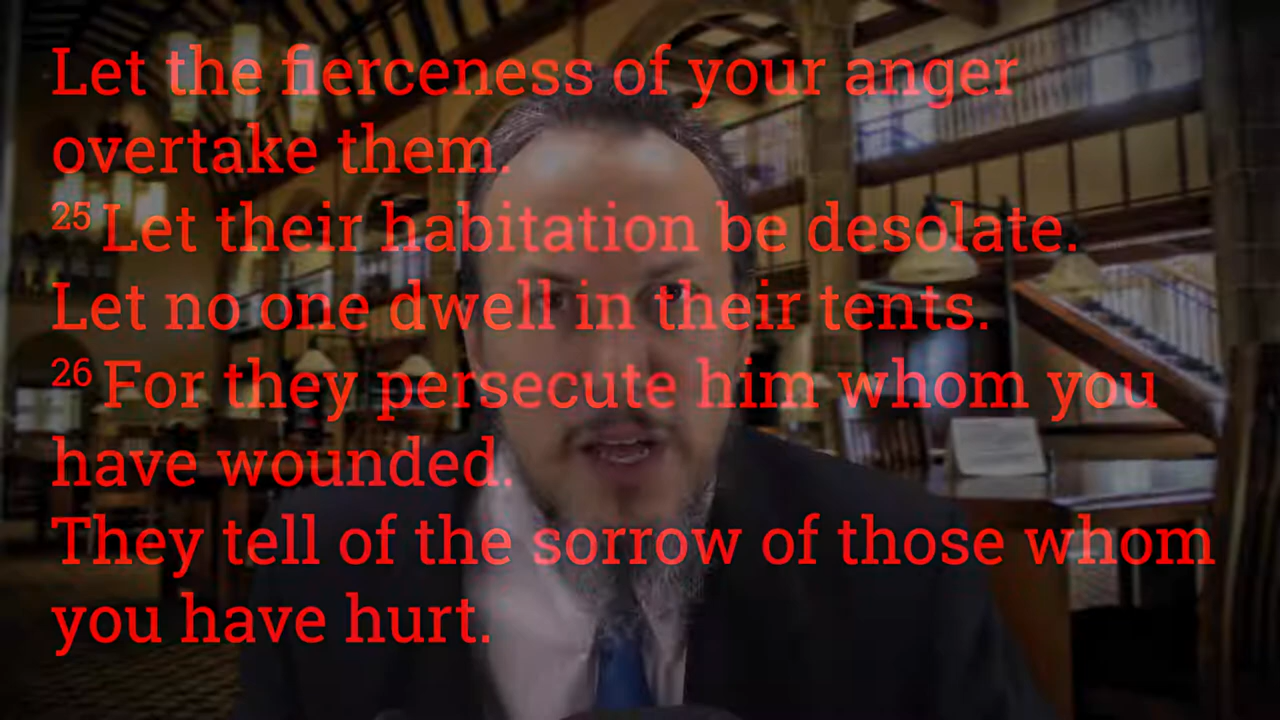 Let the fierceness of your anger
overtake them.
25 Let their habitation be desolate.
Let no one dwell in their tents.
26 For they persecute him whom you
have wounded.
They tell of the sorrow of those whom
you have hurt.